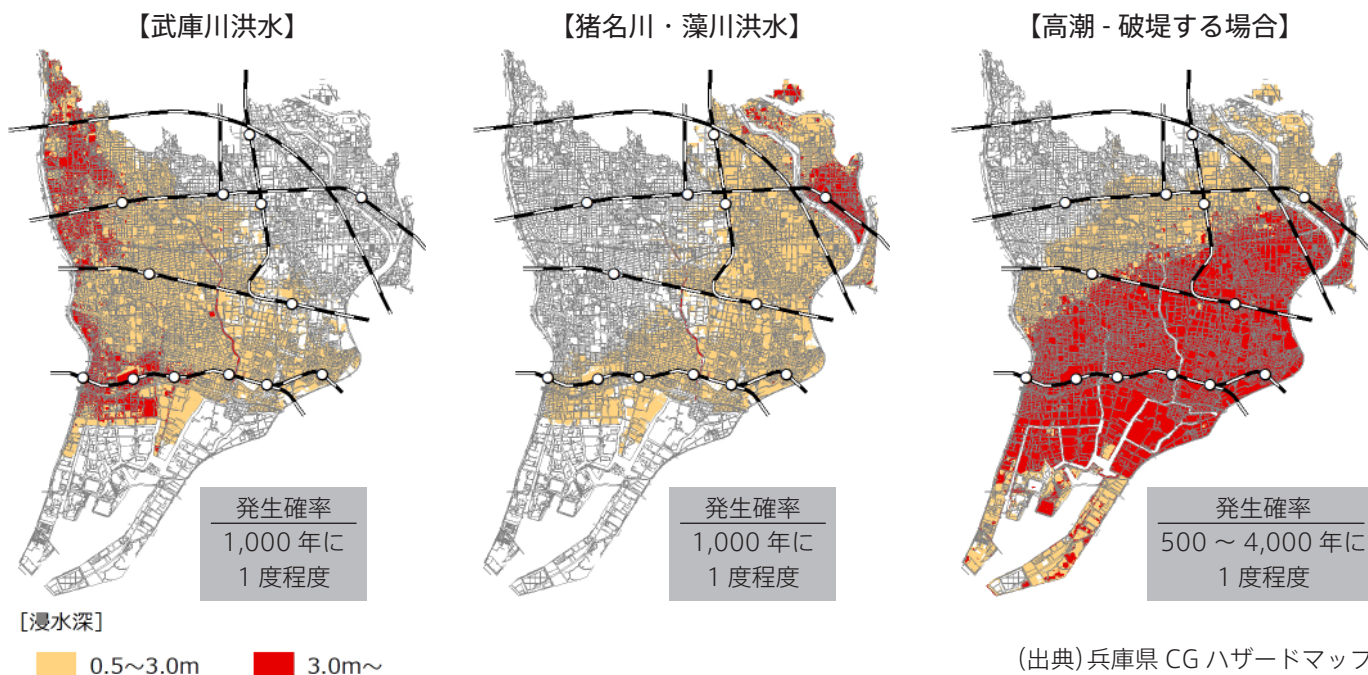 【武庫川洪水】
【猪名川・藻川洪水】
【高潮 - 破堤する場合】
発生確率
1,000 年に
1 度程度
発生確率
1,000 年に
1 度程度
発生確率
500 ～ 4,000 年に
1 度程度
[浸水深]
0.5～3.0m
3.0m～
(出典)兵庫県 CG ハザードマップ